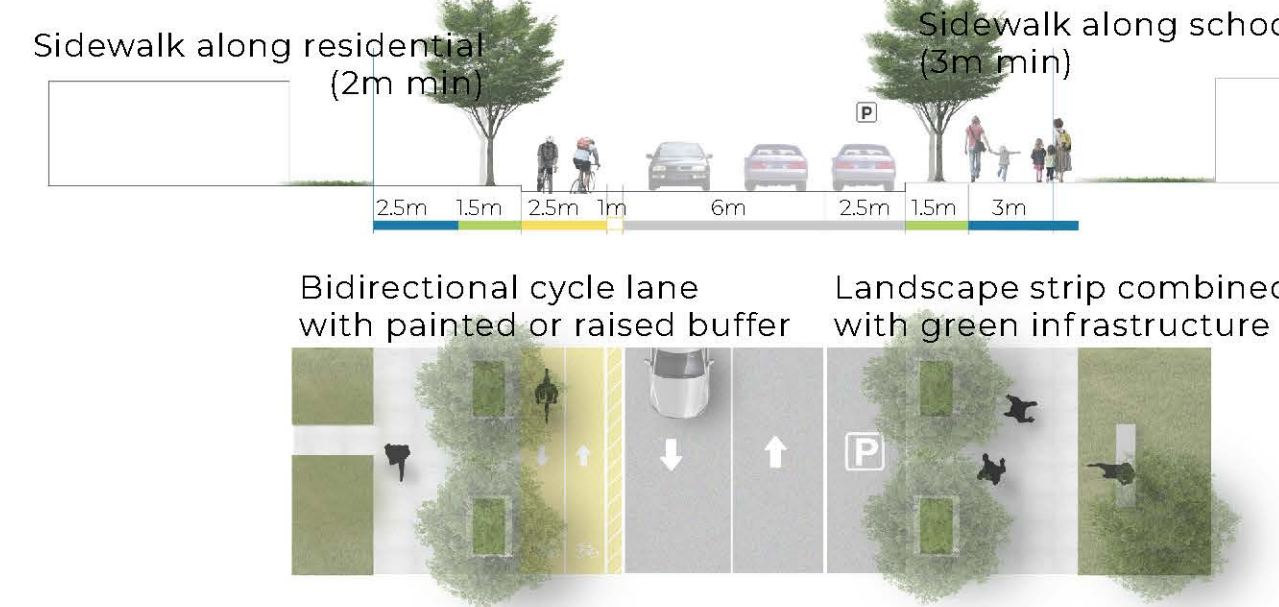 Sidewalk along residential
(2m min)
Sidewalk along schoo
(3m min)
P
2.5m 1.5m 2.5m 1m 6m 2.5m 1.5m 3m
Bidirectional cycle lane
with painted or raised buffer
Landscape strip combined
with green infrastructure
P